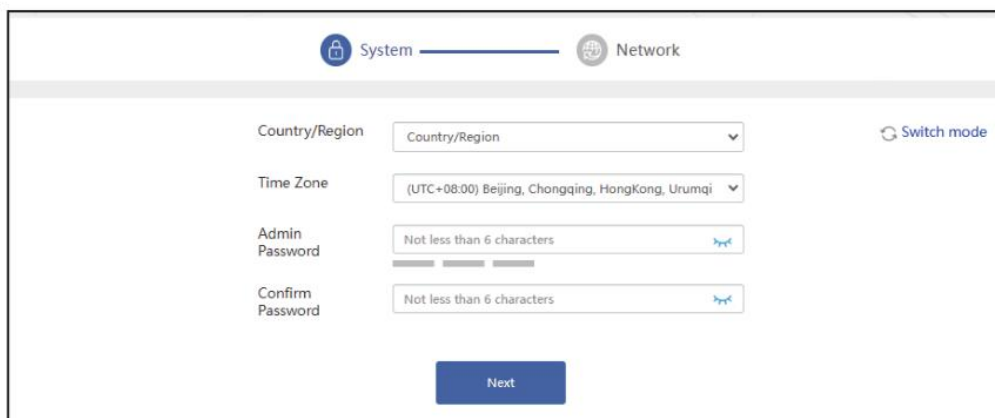 System
Network
Country/Region
Country/Region
Switch mode
Time Zone
(UTC+08:00) Beijing, Chongqing, HongKong, Urumqi
Admin
Password
Not less than 6 characters
Confirm
Password
Not less than 6 characters
Next